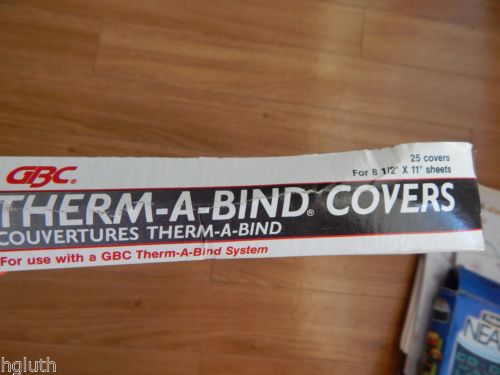 GBC®
25 covers
For 8 1/2" X 11" sheets
THERM-A-BIND® COVERS
COUVERTURES THERM-A-BIND
For use with a GBC Therm-A-Bind System
NEA
hgluth